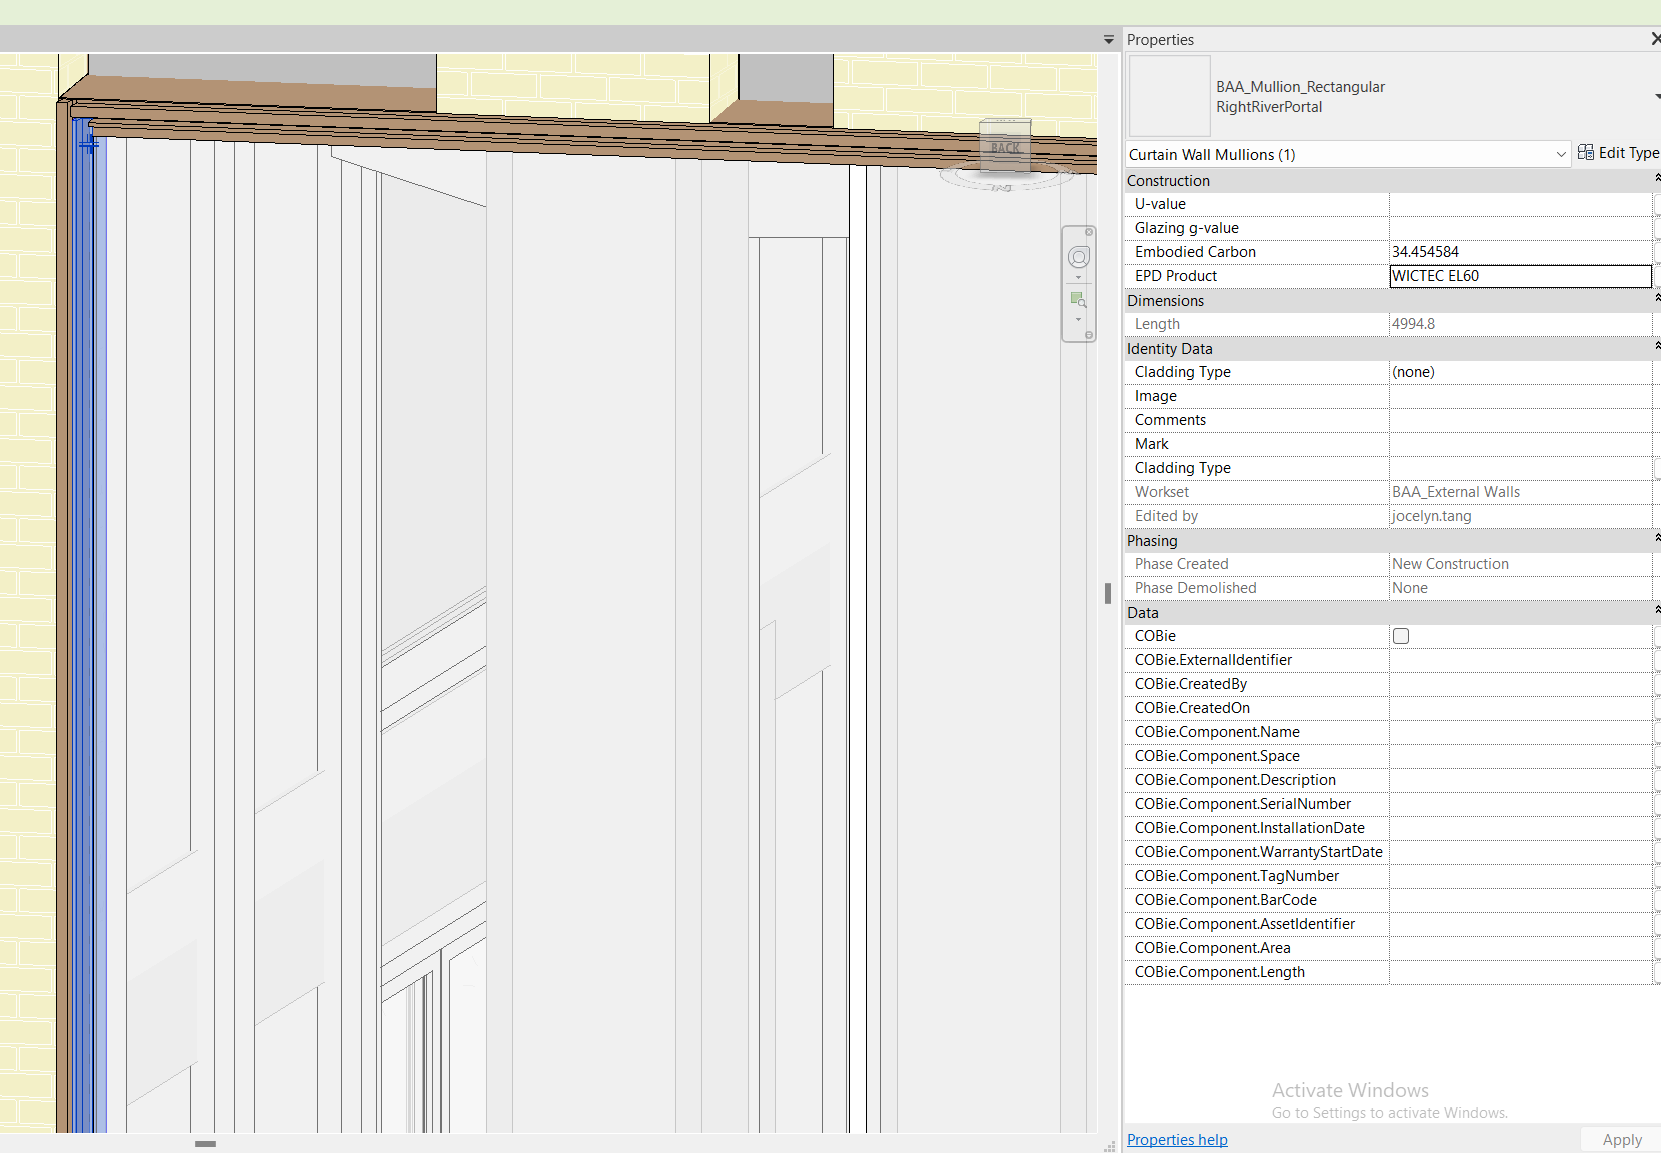 BACK
Properties
BAA_Mullion_Rectangular
RightRiverPortal
Curtain Wall Mullions (1)
Edit Type
Construction
U-value
Glazing g-value
Embodied Carbon 34.454584
EPD Product WICTEC EL60
Dimensions
Length 4994.8
Identity Data
Cladding Type (none)
Image
Comments
Mark
Cladding Type
Workset BAA_External Walls
Edited by jocelyn.tang
Phasing
Phase Created New Construction
Phase Demolished None
Data
COBie
COBie.ExternalIdentifier
COBie.CreatedBy
COBie.CreatedOn
COBie.Component.Name
COBie.Component.Space
COBie.Component.Description
COBie.Component.SerialNumber
COBie.Component.InstallationDate
COBie.Component.WarrantyStartDate
COBie.Component.TagNumber
COBie.Component.BarCode
COBie.Component.AssetIdentifier
COBie.Component.Area
COBie.Component.Length
Activate Windows
Go to Settings to activate Windows.
Properties help
Apply